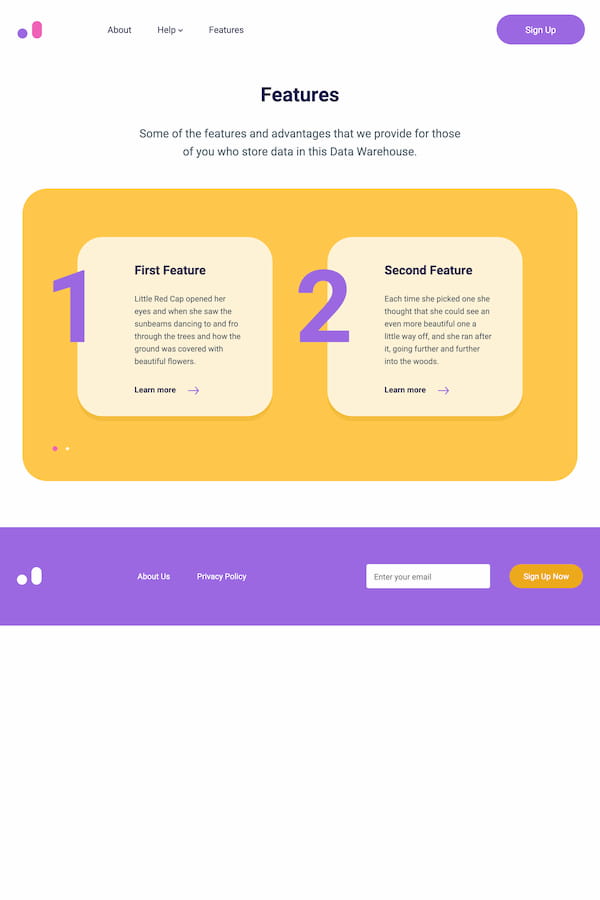 About
Help
Features
Sign Up
Features
Some of the features and advantages that we provide for those
of you who store data in this Data Warehouse.
1
First Feature
Little Red Cap opened her
eyes and when she saw the
sunbeams dancing to and fro
through the trees and how the
ground was covered with
beautiful flowers.
Learn more
2
Second Feature
Each time she picked one she
thought that she could see an
even more beautiful one a
little way off, and she ran after
it, going further and further
into the woods.
Learn more
About Us
Privacy Policy
Enter your email
Sign Up Now